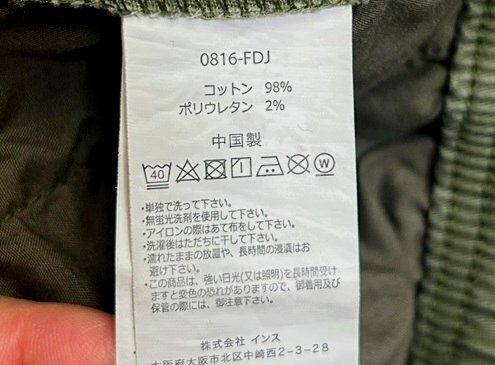 0816-FDJ
コットン 98%
ポリウレタン 2%
中国製
40 W
・単独で洗って下さい。
・無蛍光洗剤を使用して下さい。
・アイロンの際はあて布をして下さい。
・洗濯後はただちに干して下さい。
・濡れたままの放置や、長時間の浸漬はお
避け下さい。
・この商品は、強い日光(又は照明)を長時間受け
ますと変色の恐れがありますので、御着用及び
保管の際には、御注意下さい。
株式会社 インス
大阪府大阪市北区中崎西2-3-28